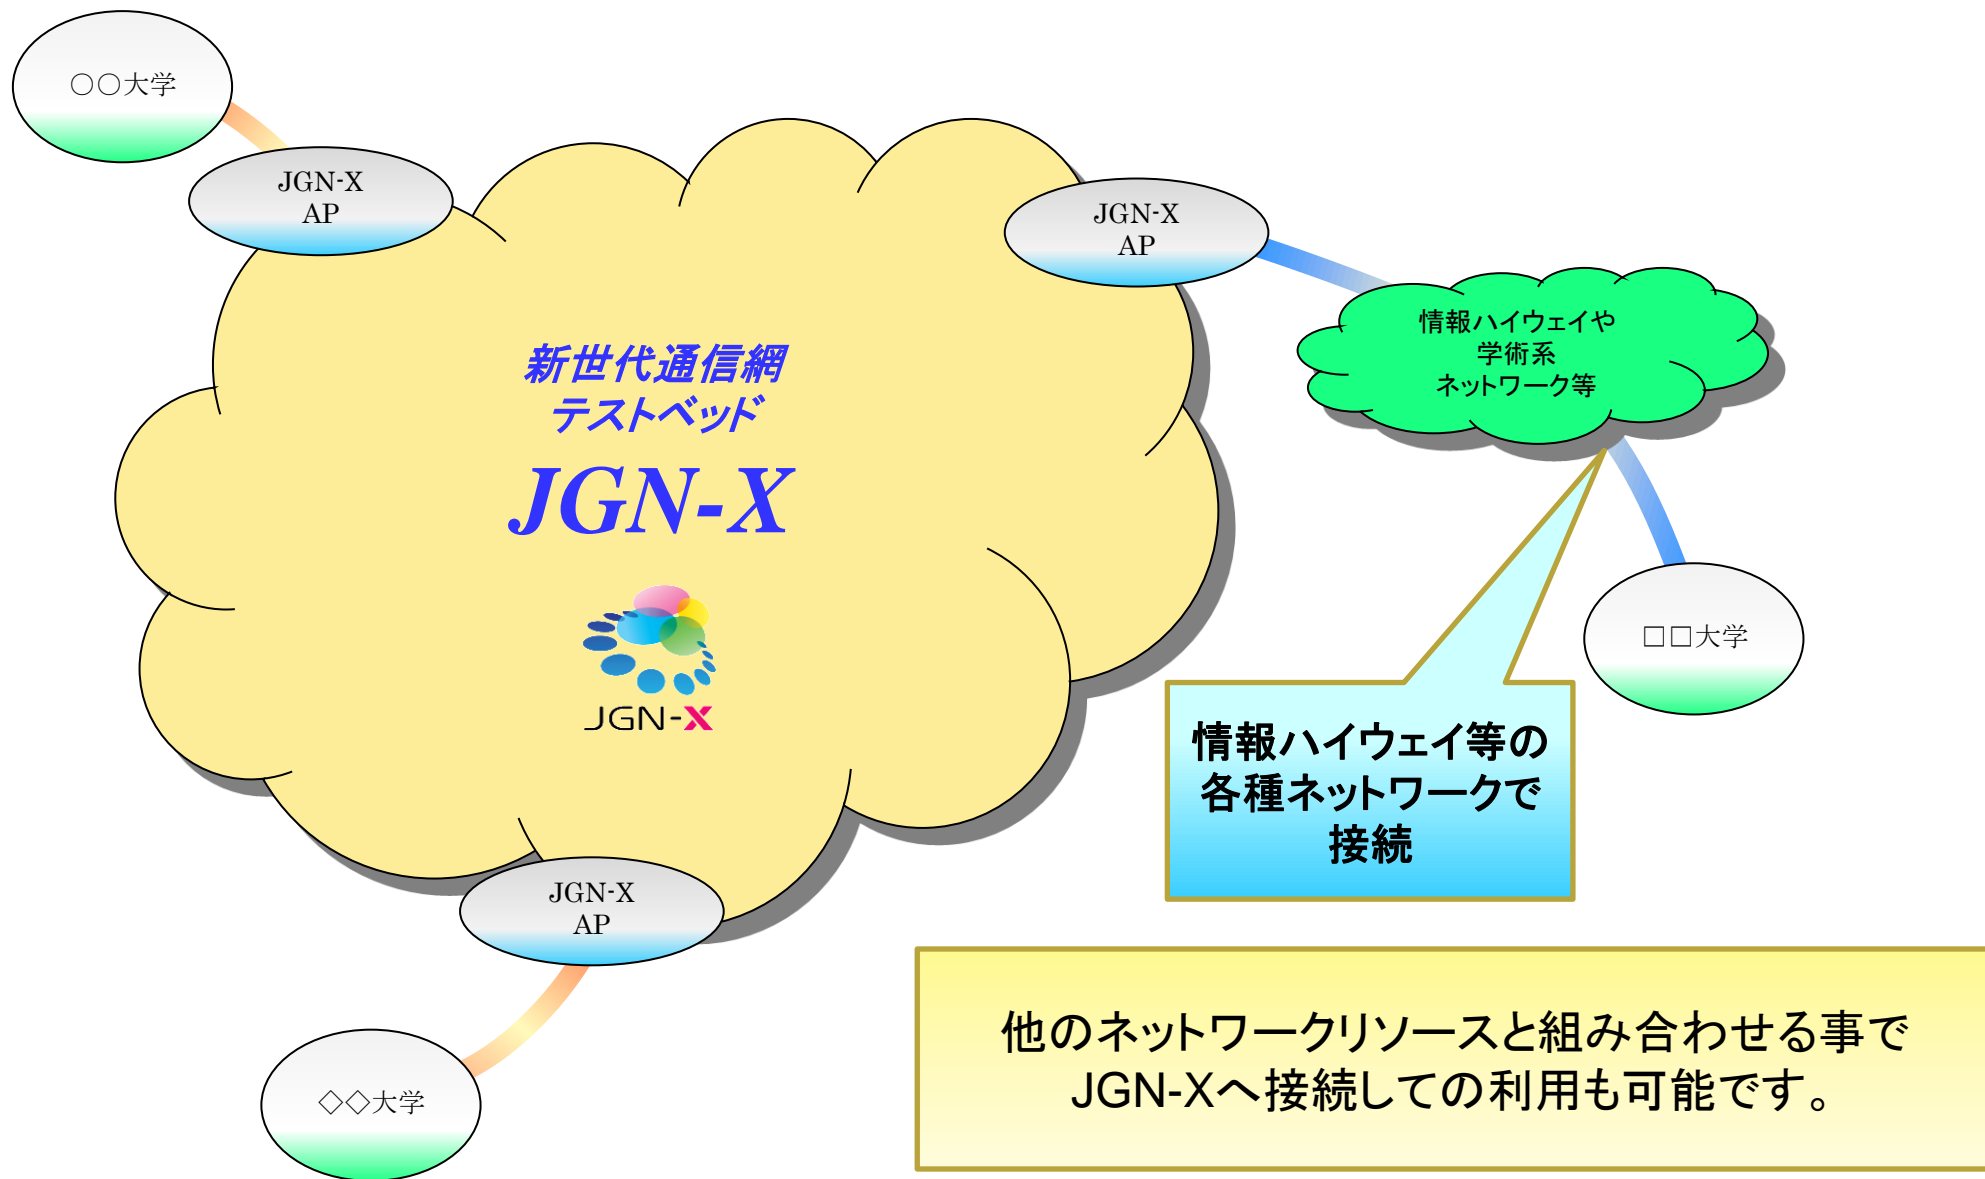 ○○大学
JGN-X
AP
JGN-X
AP
情報ハイウェイや
学術系
ネットワーク等
新世代通信網
テストベッド
JGN-X
JGN-X
□□大学
情報ハイウェイ等の
各種ネットワークで
接続
JGN-X
AP
◇◇大学
他のネットワークリソースと組み合わせる事で
JGN-Xへ接続しての利用も可能です。